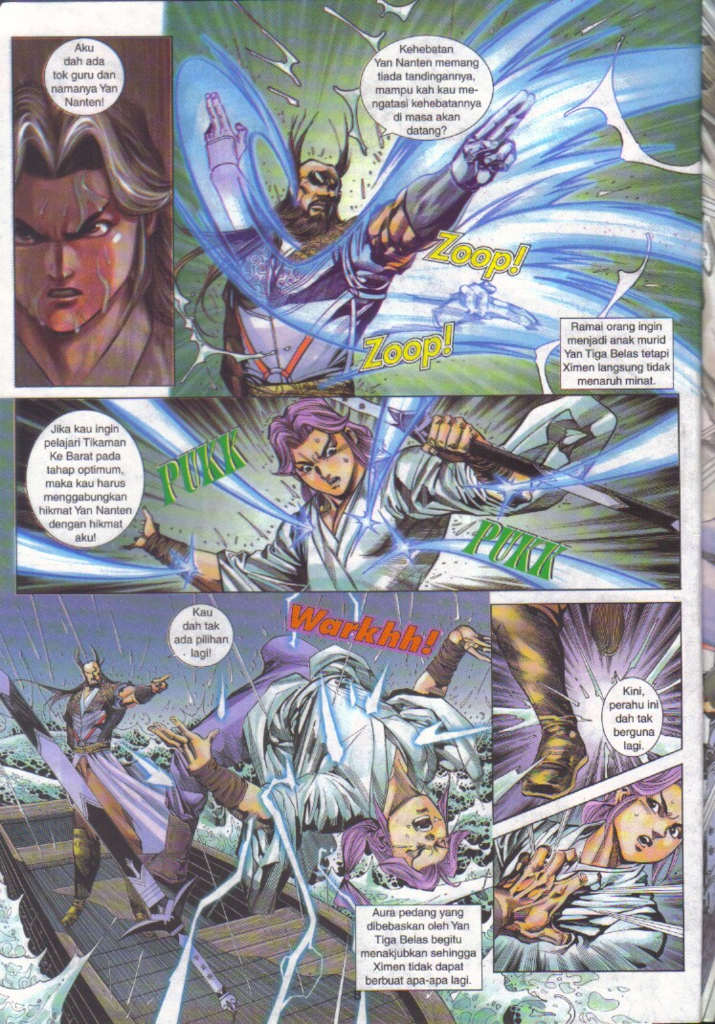 Aku
dah ada
tok guru dan
namanya Yan
Nanten!
Kehebatan
Yan Nanten memang
tiada tandingannya,
mampu kah kau me-
ngatasi kehebatannya
di masa akan
datang?
Zoop!
Zoop!
Ramai orang ingin
menjadi anak murid
Yan Tiga Belas tetapi
Ximen langsung tidak
menaruh minat.
Jika kau ingin
pelajari Tikaman
Ke Barat pada
tahap optimum,
maka kau harus
menggabungkan
hikmat Yan Nanten
dengan hikmat
aku!
PUKK
PUKK
Kau
dah tak
ada pilihan
lagi!
Warkhh!
Kini,
perahu ini
dah tak
berguna
lagi.
Aura pedang yang
dibebaskan oleh Yan
Tiga Belas begitu
menakjubkan sehingga
Ximen tidak dapat
berbuat apa-apa lagi.